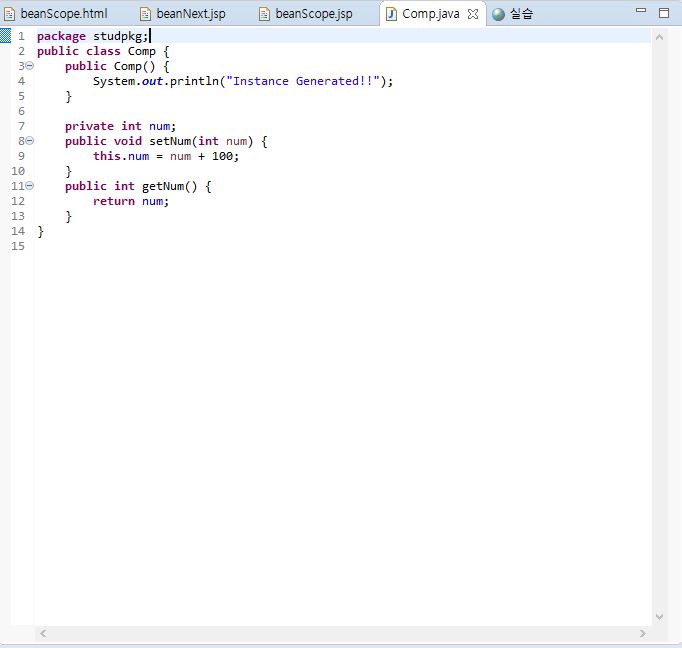 beanScope.html beanNext.jsp beanScope.jsp Comp.java 실습
1 package studpkg;
2 public class Comp {
3 public Comp() {
4 System.out.println("Instance Generated!!");
5 }
6
7 private int num;
8 public void setNum(int num) {
9 this.num = num + 100;
10 }
11 public int getNum() {
12 return num;
13 }
14 }
15